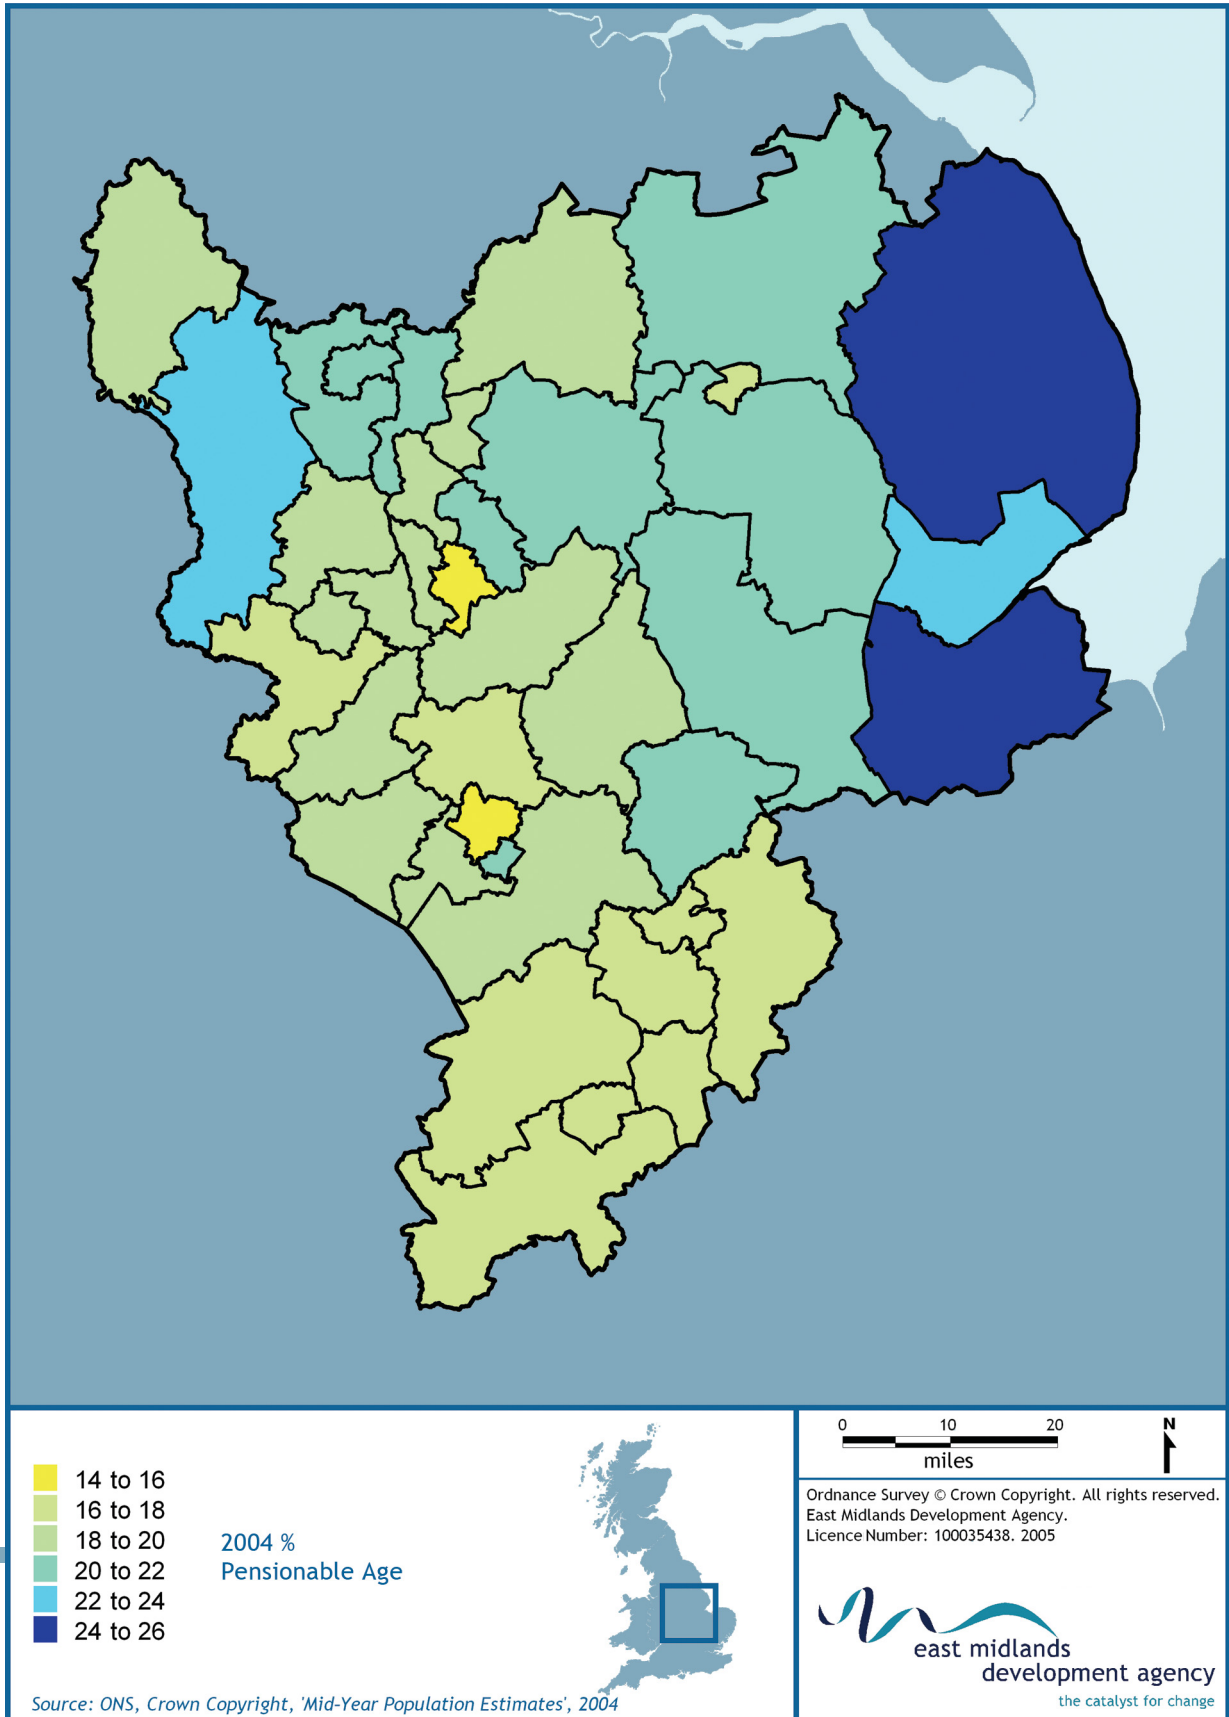 14 to 16
16 to 18
18 to 20
20 to 22
22 to 24
24 to 26
2004 %
Pensionable Age
Source: ONS, Crown Copyright, 'Mid-Year Population Estimates', 2004
0 10 20
miles
N
Ordnance Survey © Crown Copyright. All rights reserved.
East Midlands Development Agency.
Licence Number: 100035438. 2005
east midlands
development agency
the catalyst for change